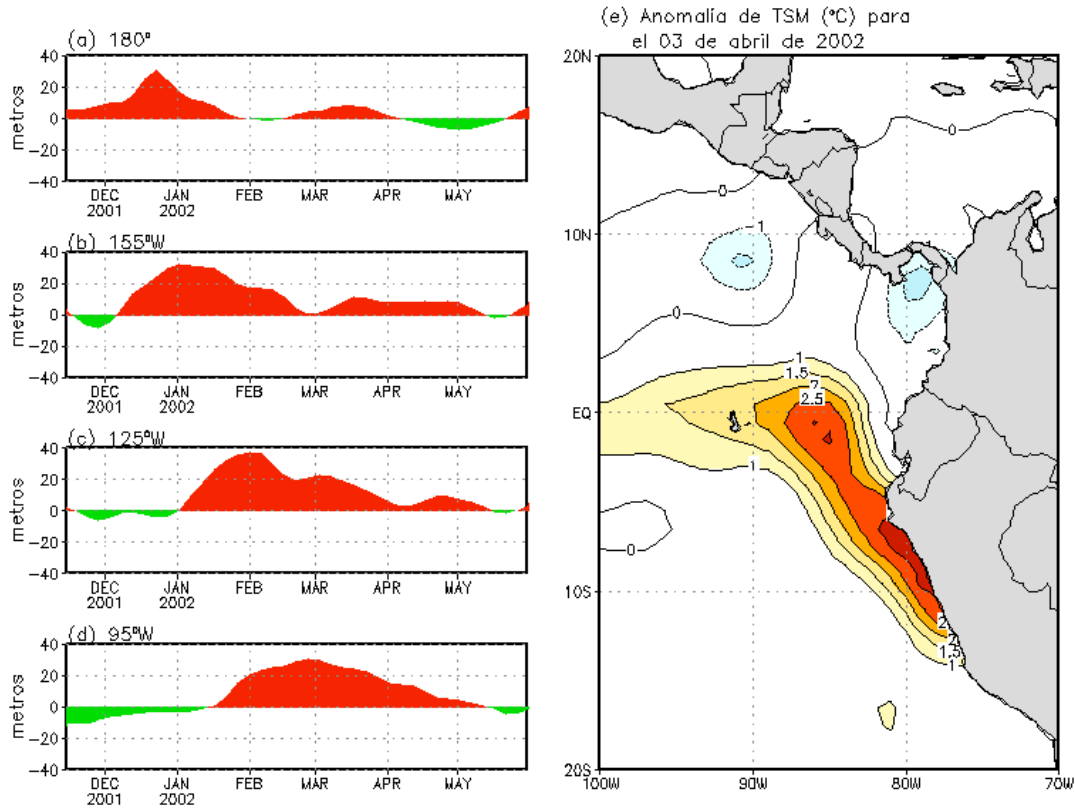 (a) 180°
40
20
0
-20
-40
metros
DEC 2001
JAN 2002
FEB
MAR
APR
MAY
(b) 155°W
40
20
0
-20
-40
metros
DEC 2001
JAN 2002
FEB
MAR
APR
MAY
(c) 125°W
40
20
0
-20
-40
metros
DEC 2001
JAN 2002
FEB
MAR
APR
MAY
(d) 95°W
40
20
0
-20
-40
metros
DEC 2001
JAN 2002
FEB
MAR
APR
MAY
(e) Anomalía de TSM (°C) para
el 03 de abril de 2002
20N
10N
EQ
10S
20S
100W
90W
80W
70W
0
0
1
0
1
1.5
2
2.5
1
0
2
2
1.5
1